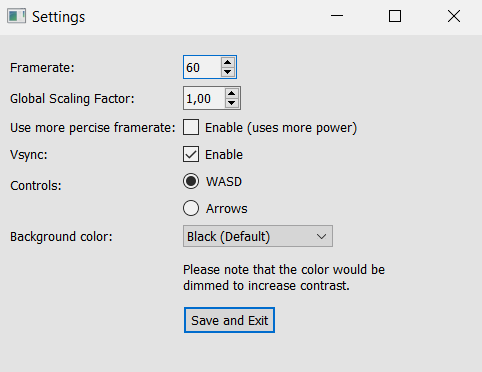 Settings
Framerate: 60
Global Scaling Factor: 1,00
Use more percise framerate: Enable (uses more power)
Vsync: Enable
Controls: WASD
Arrows
Background color: Black (Default)
Please note that the color would be
dimmed to increase contrast.
Save and Exit